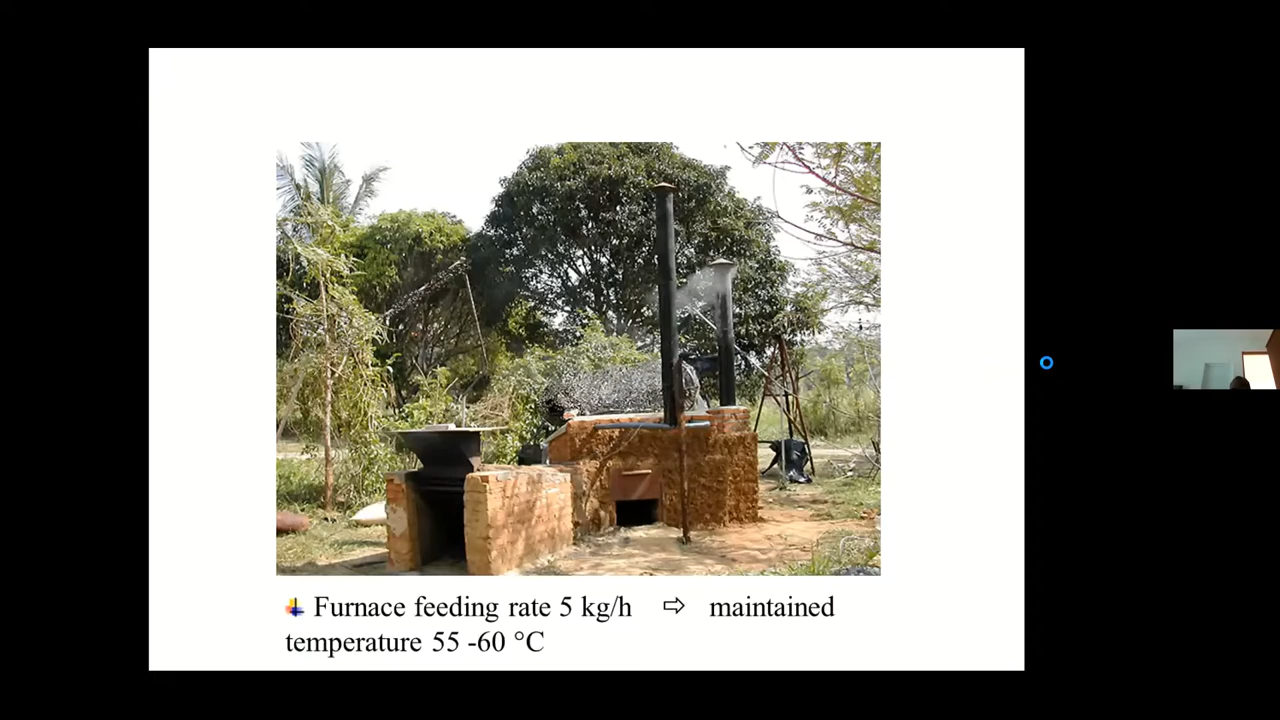 Furnace feeding rate 5 kg/h ⇨ maintained
temperature 55 -60 °C